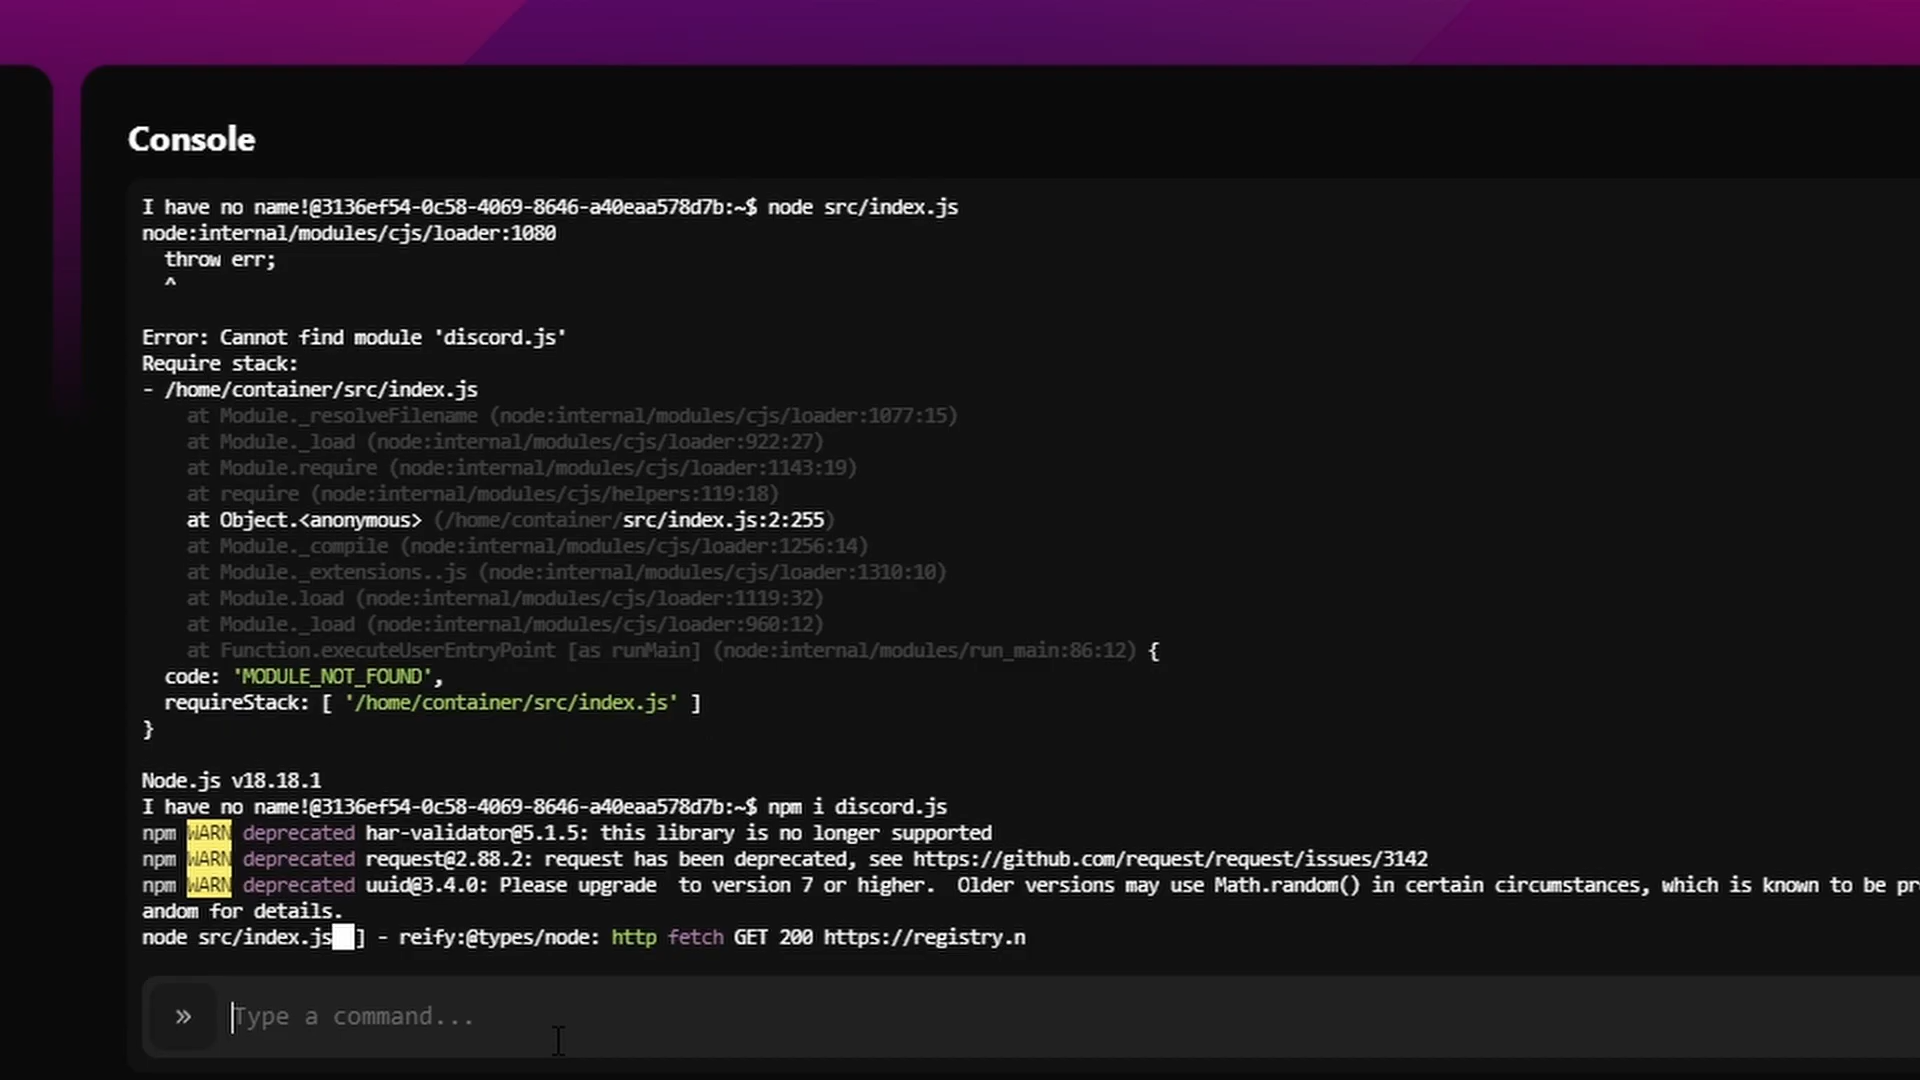 Console
I have no name!@3136ef54-0c58-4069-8646-a40eaa578d7b:~$ node src/index.js
node:internal/modules/cjs/loader:1080
  throw err;
  ^
Error: Cannot find module 'discord.js'
Require stack:
- /home/container/src/index.js
    at Module._resolveFilename (node:internal/modules/cjs/loader:1077:15)
    at Module._load (node:internal/modules/cjs/loader:922:27)
    at Module.require (node:internal/modules/cjs/loader:1143:19)
    at require (node:internal/modules/cjs/helpers:119:18)
    at Object.<anonymous> (/home/container/src/index.js:2:255)
    at Module._compile (node:internal/modules/cjs/loader:1256:14)
    at Module._extensions..js (node:internal/modules/cjs/loader:1310:10)
    at Module.load (node:internal/modules/cjs/loader:1119:32)
    at Module._load (node:internal/modules/cjs/loader:960:12)
    at Function.executeUserEntryPoint [as runMain] (node:internal/modules/run_main:86:12) {
  code: 'MODULE_NOT_FOUND',
  requireStack: [ '/home/container/src/index.js' ]
}
Node.js v18.18.1
I have no name!@3136ef54-0c58-4069-8646-a40eaa578d7b:~$ npm i discord.js
npm WARN deprecated har-validator@5.1.5: this library is no longer supported
npm WARN deprecated request@2.88.2: request has been deprecated, see https://github.com/request/request/issues/3142
npm WARN deprecated uuid@3.4.0: Please upgrade  to version 7 or higher.  Older versions may use Math.random() in certain circumstances, which is known to be
andom for details.
node src/index.js ] - reify:@types/node: http fetch GET 200 https://registry.n
» Type a command...